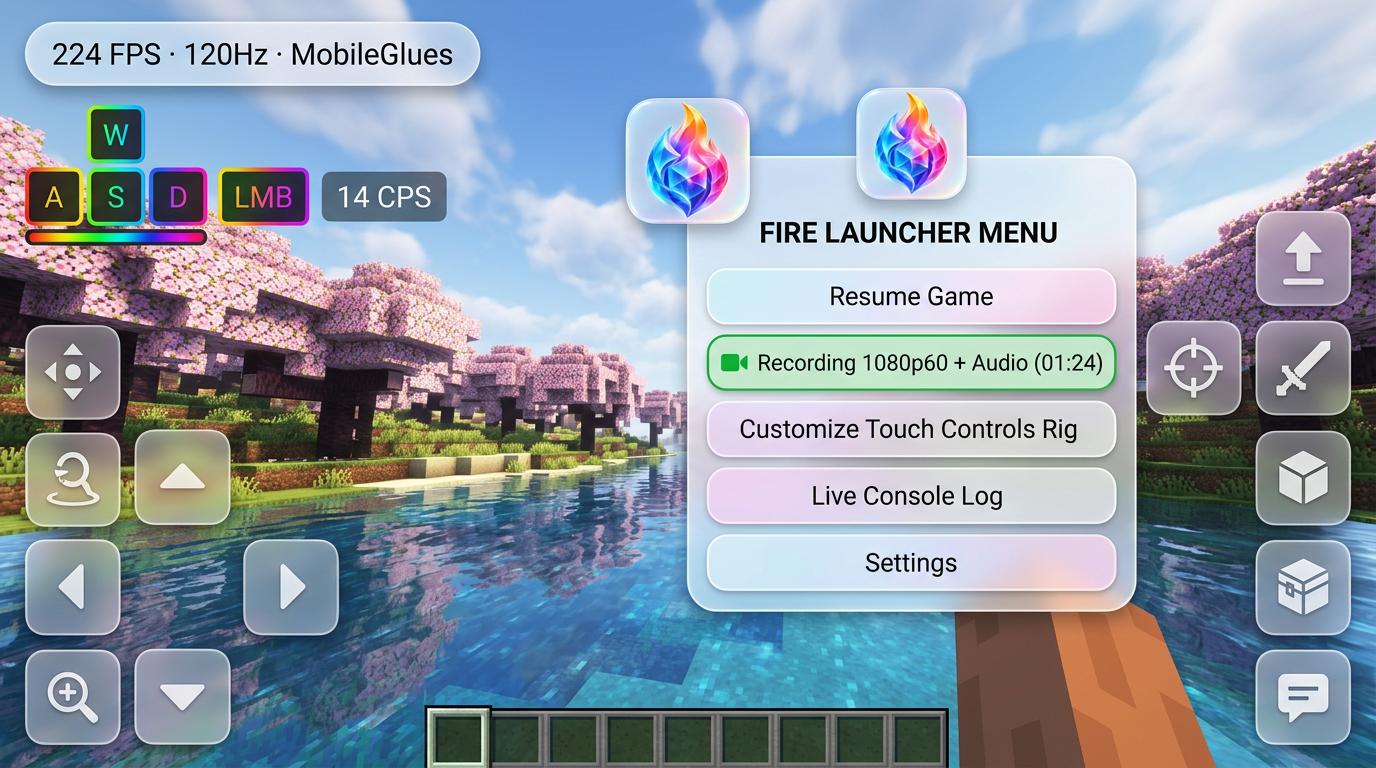 224 FPS · 120Hz · MobileGlues
W
A S D LMB 14 CPS
FIRE LAUNCHER MENU
Resume Game
Recording 1080p60 + Audio (01:24)
Customize Touch Controls Rig
Live Console Log
Settings